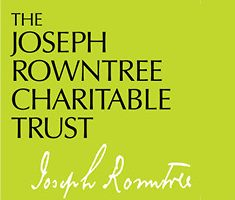 THE
JOSEPH
ROWNTREE
CHARITABLE
TRUST
Joseph Rowntree